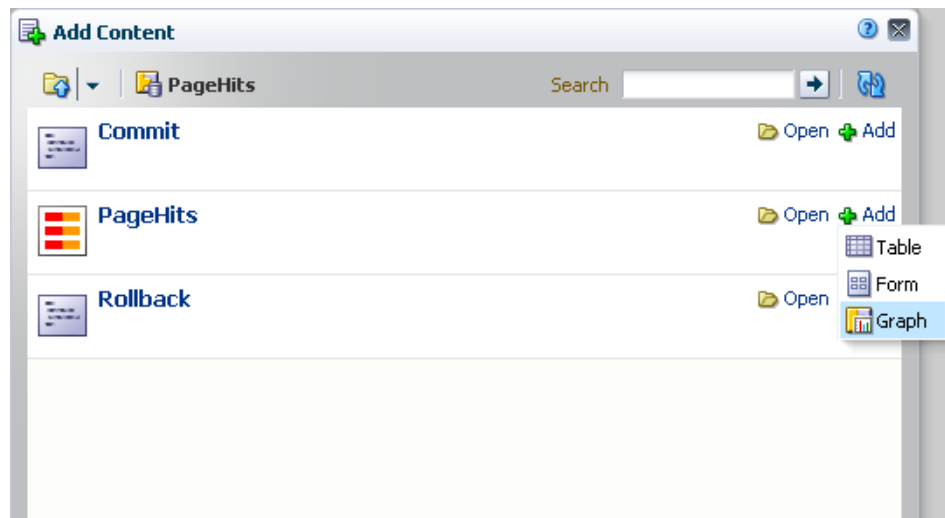 Add Content
PageHits Search
Commit Open Add
PageHits Open Add
Table
Form
Rollback Open
Graph